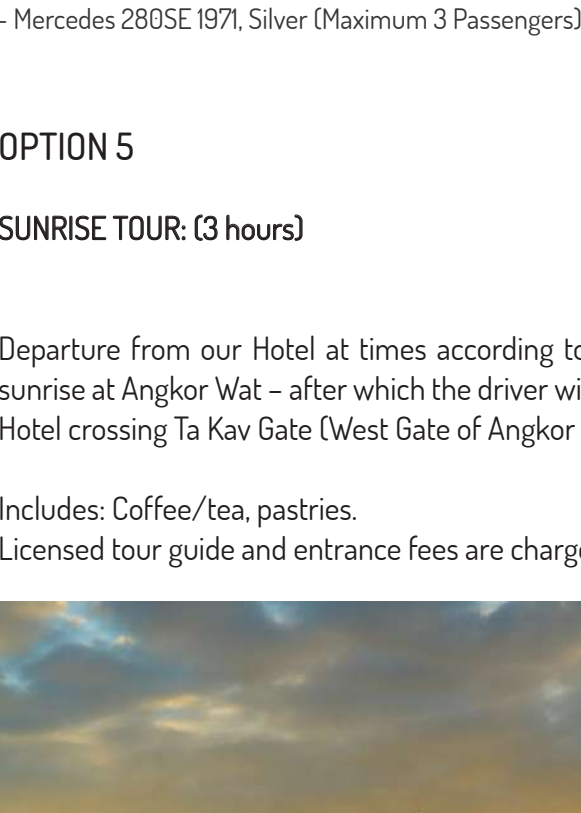 - Mercedes 280SE 1971, Silver (Maximum 3 Passengers)
OPTION 5
SUNRISE TOUR: (3 hours)
Departure from our Hotel at times according to
sunrise at Angkor Wat – after which the driver
Hotel crossing Ta Kav Gate (West Gate of Angkor
Includes: Coffee/tea, pastries.
Licensed tour guide and entrance fees are